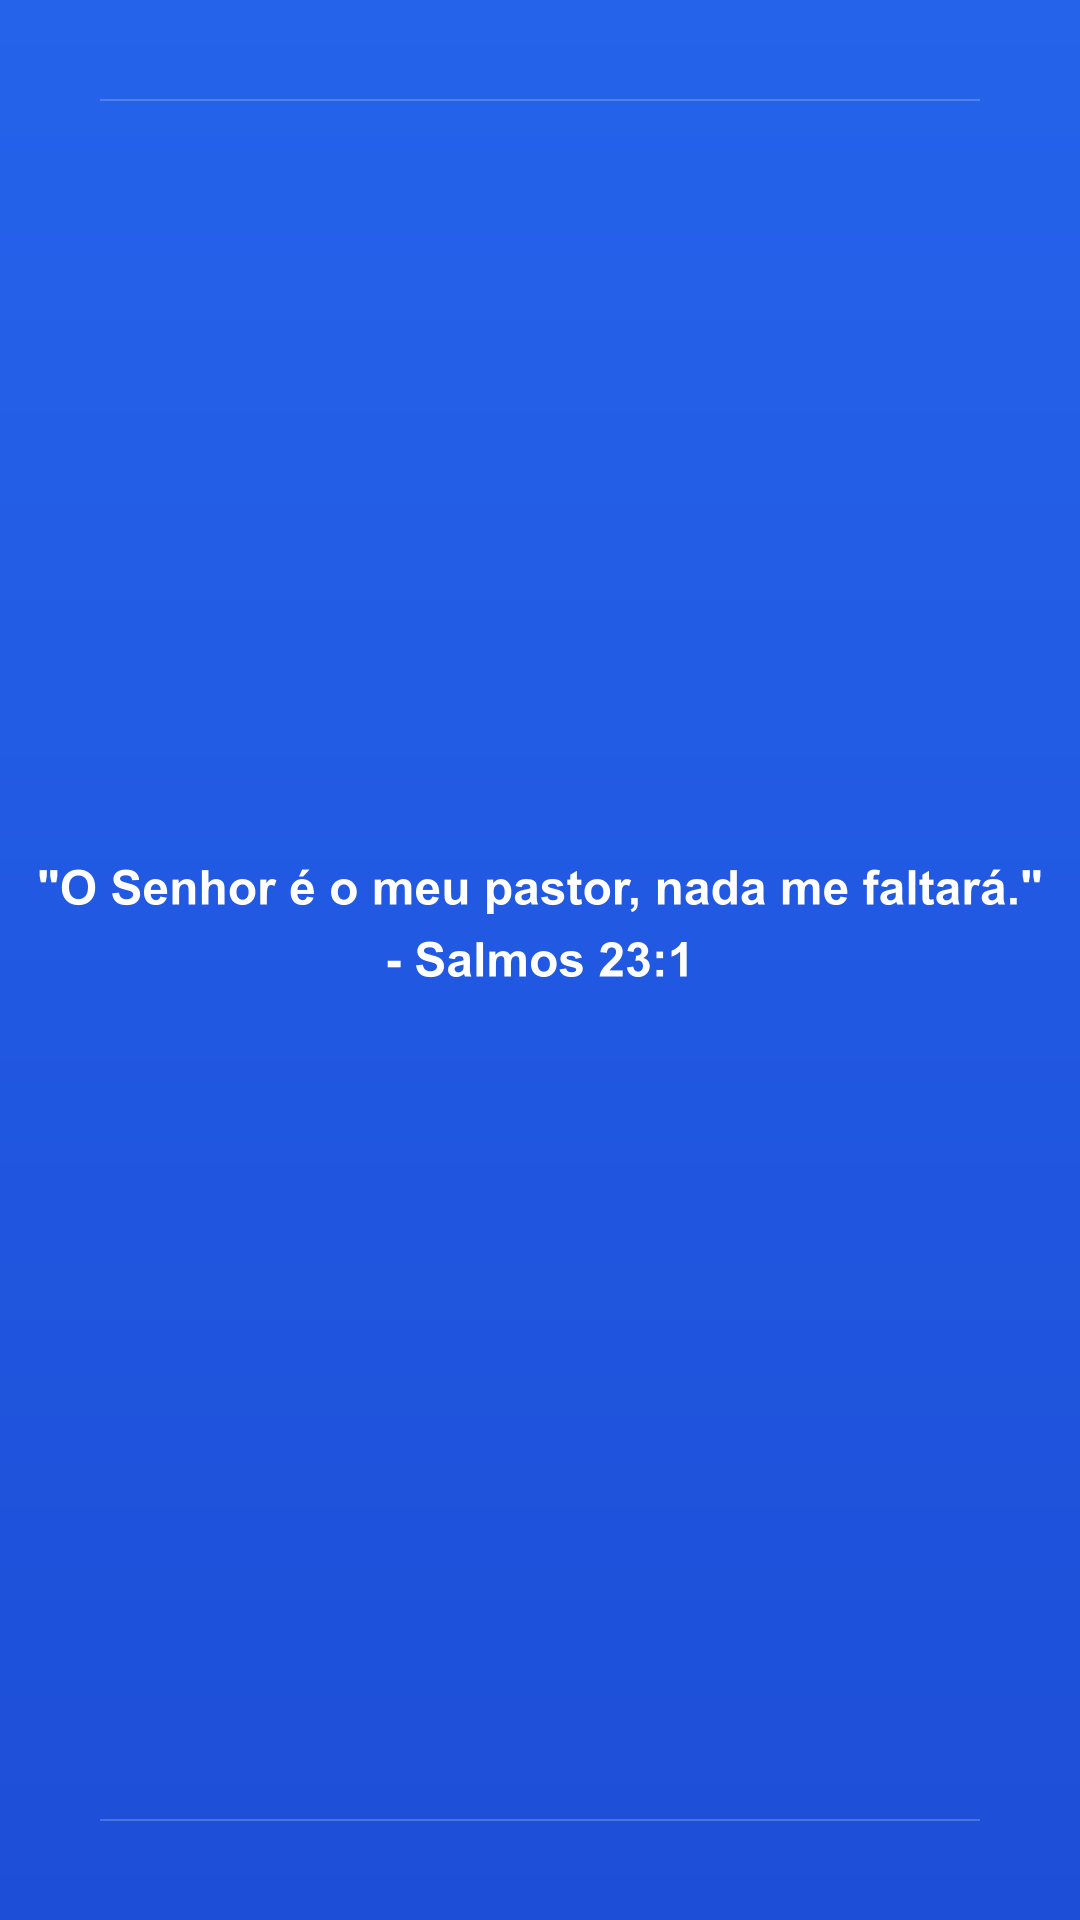 "O Senhor é o meu pastor, nada me faltará."
- Salmos 23:1